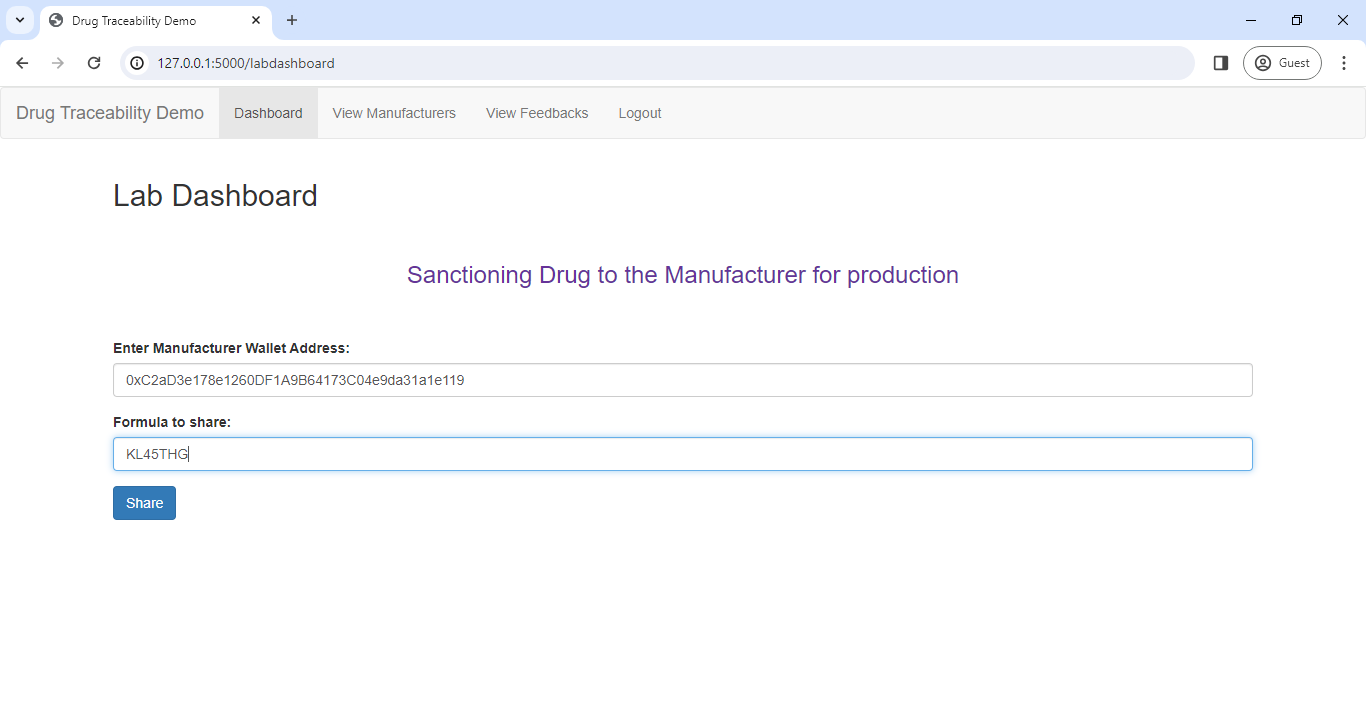 Drug Traceability Demo
127.0.0.1:5000/labdashboard
Guest
Drug Traceability Demo Dashboard View Manufacturers View Feedbacks Logout
Lab Dashboard
Sanctioning Drug to the Manufacturer for production
Enter Manufacturer Wallet Address:
0xC2aD3e178e1260DF1A9B64173C04e9da31a1e119
Formula to share:
KL45THG
Share